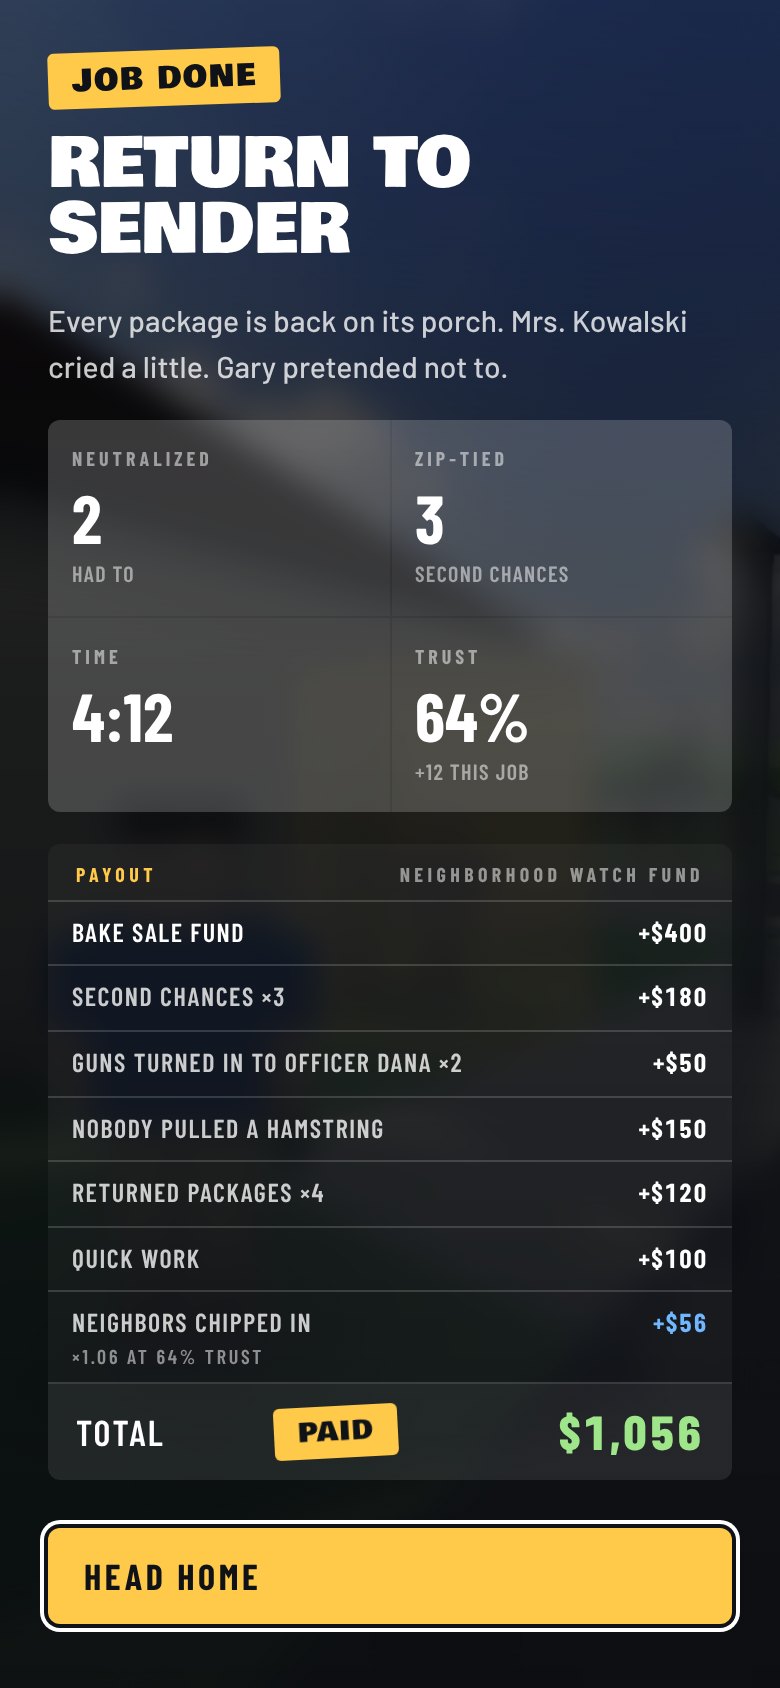 JOB DONE
RETURN TO
SENDER
Every package is back on its porch. Mrs. Kowalski
cried a little. Gary pretended not to.
NEUTRALIZED
2
HAD TO
ZIP-TIED
3
SECOND CHANCES
TIME
4:12
TRUST
64%
+12 THIS JOB
PAYOUT NEIGHBORHOOD WATCH FUND
BAKE SALE FUND +$400
SECOND CHANCES ×3 +$180
GUNS TURNED IN TO OFFICER DANA ×2 +$50
NOBODY PULLED A HAMSTRING +$150
RETURNED PACKAGES ×4 +$120
QUICK WORK +$100
NEIGHBORS CHIPPED IN +$56
×1.06 AT 64% TRUST
TOTAL PAID $1,056
HEAD HOME